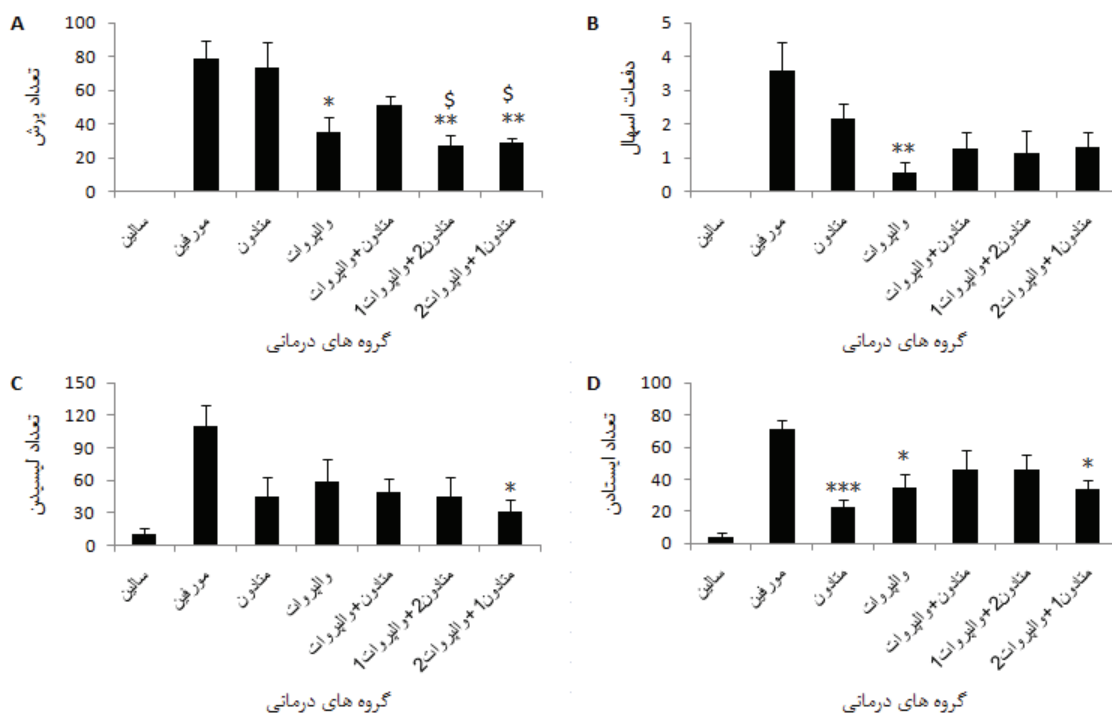 A
تعداد پرش
100
80
60
40
20
0
*
$
**
$
**
سالین
مورفین
متادون
والپروات
متادون+والپروات
متادون2+والپروات1
متادون1+والپروات2
گروه های درمانی
B
دفعات اسهال
5
4
3
2
1
0
**
سالین
مورفین
متادون
والپروات
متادون+والپروات
متادون2+والپروات1
متادون1+والپروات2
گروه های درمانی
C
تعداد لیسیدن
150
120
90
60
30
0
*
سالین
مورفین
متادون
والپروات
متادون+والپروات
متادون2+والپروات1
متادون1+والپروات2
گروه های درمانی
D
تعداد ایستادن
100
80
60
40
20
0
***
*
*
سالین
مورفین
متادون
والپروات
متادون+والپروات
متادون2+والپروات1
متادون1+والپروات2
گروه های درمانی